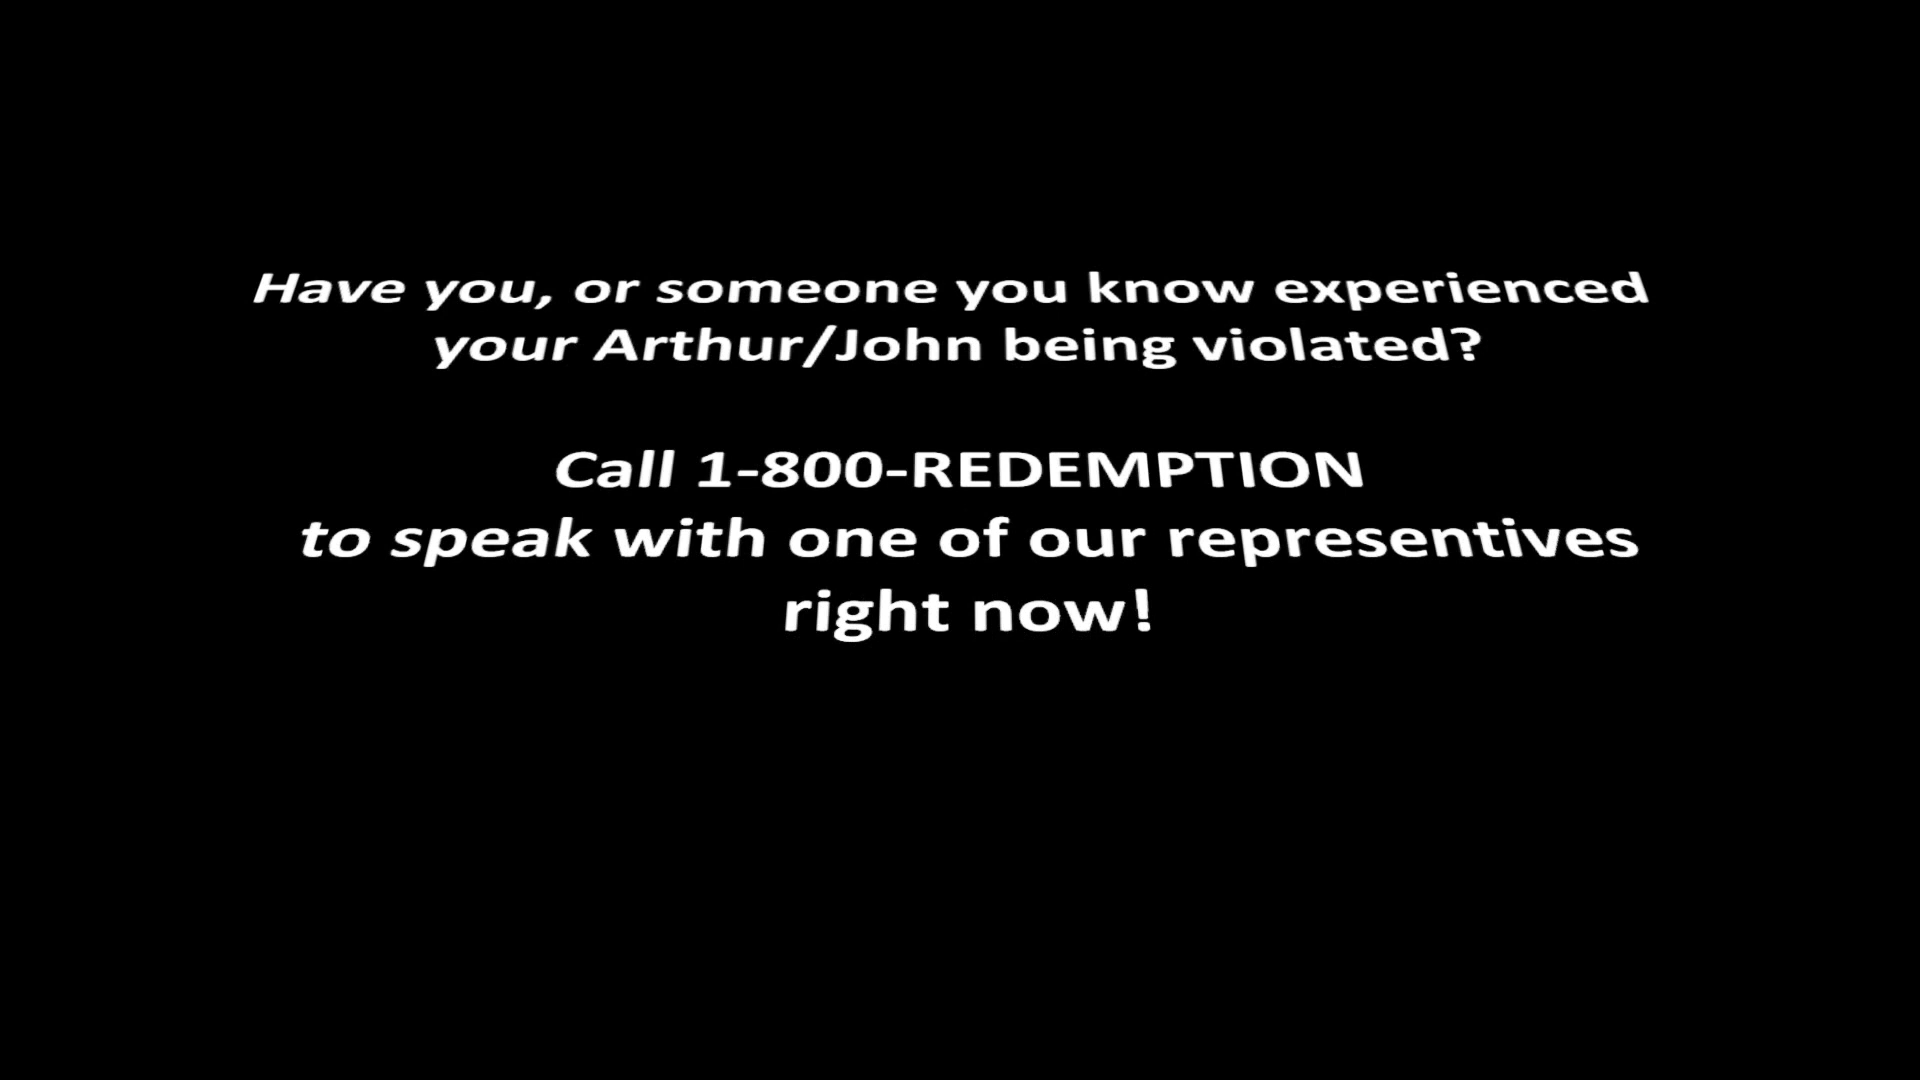 Have you, or someone you know experienced
your Arthur/John being violated?
Call 1-800-REDEMPTION
to speak with one of our representives
right now!